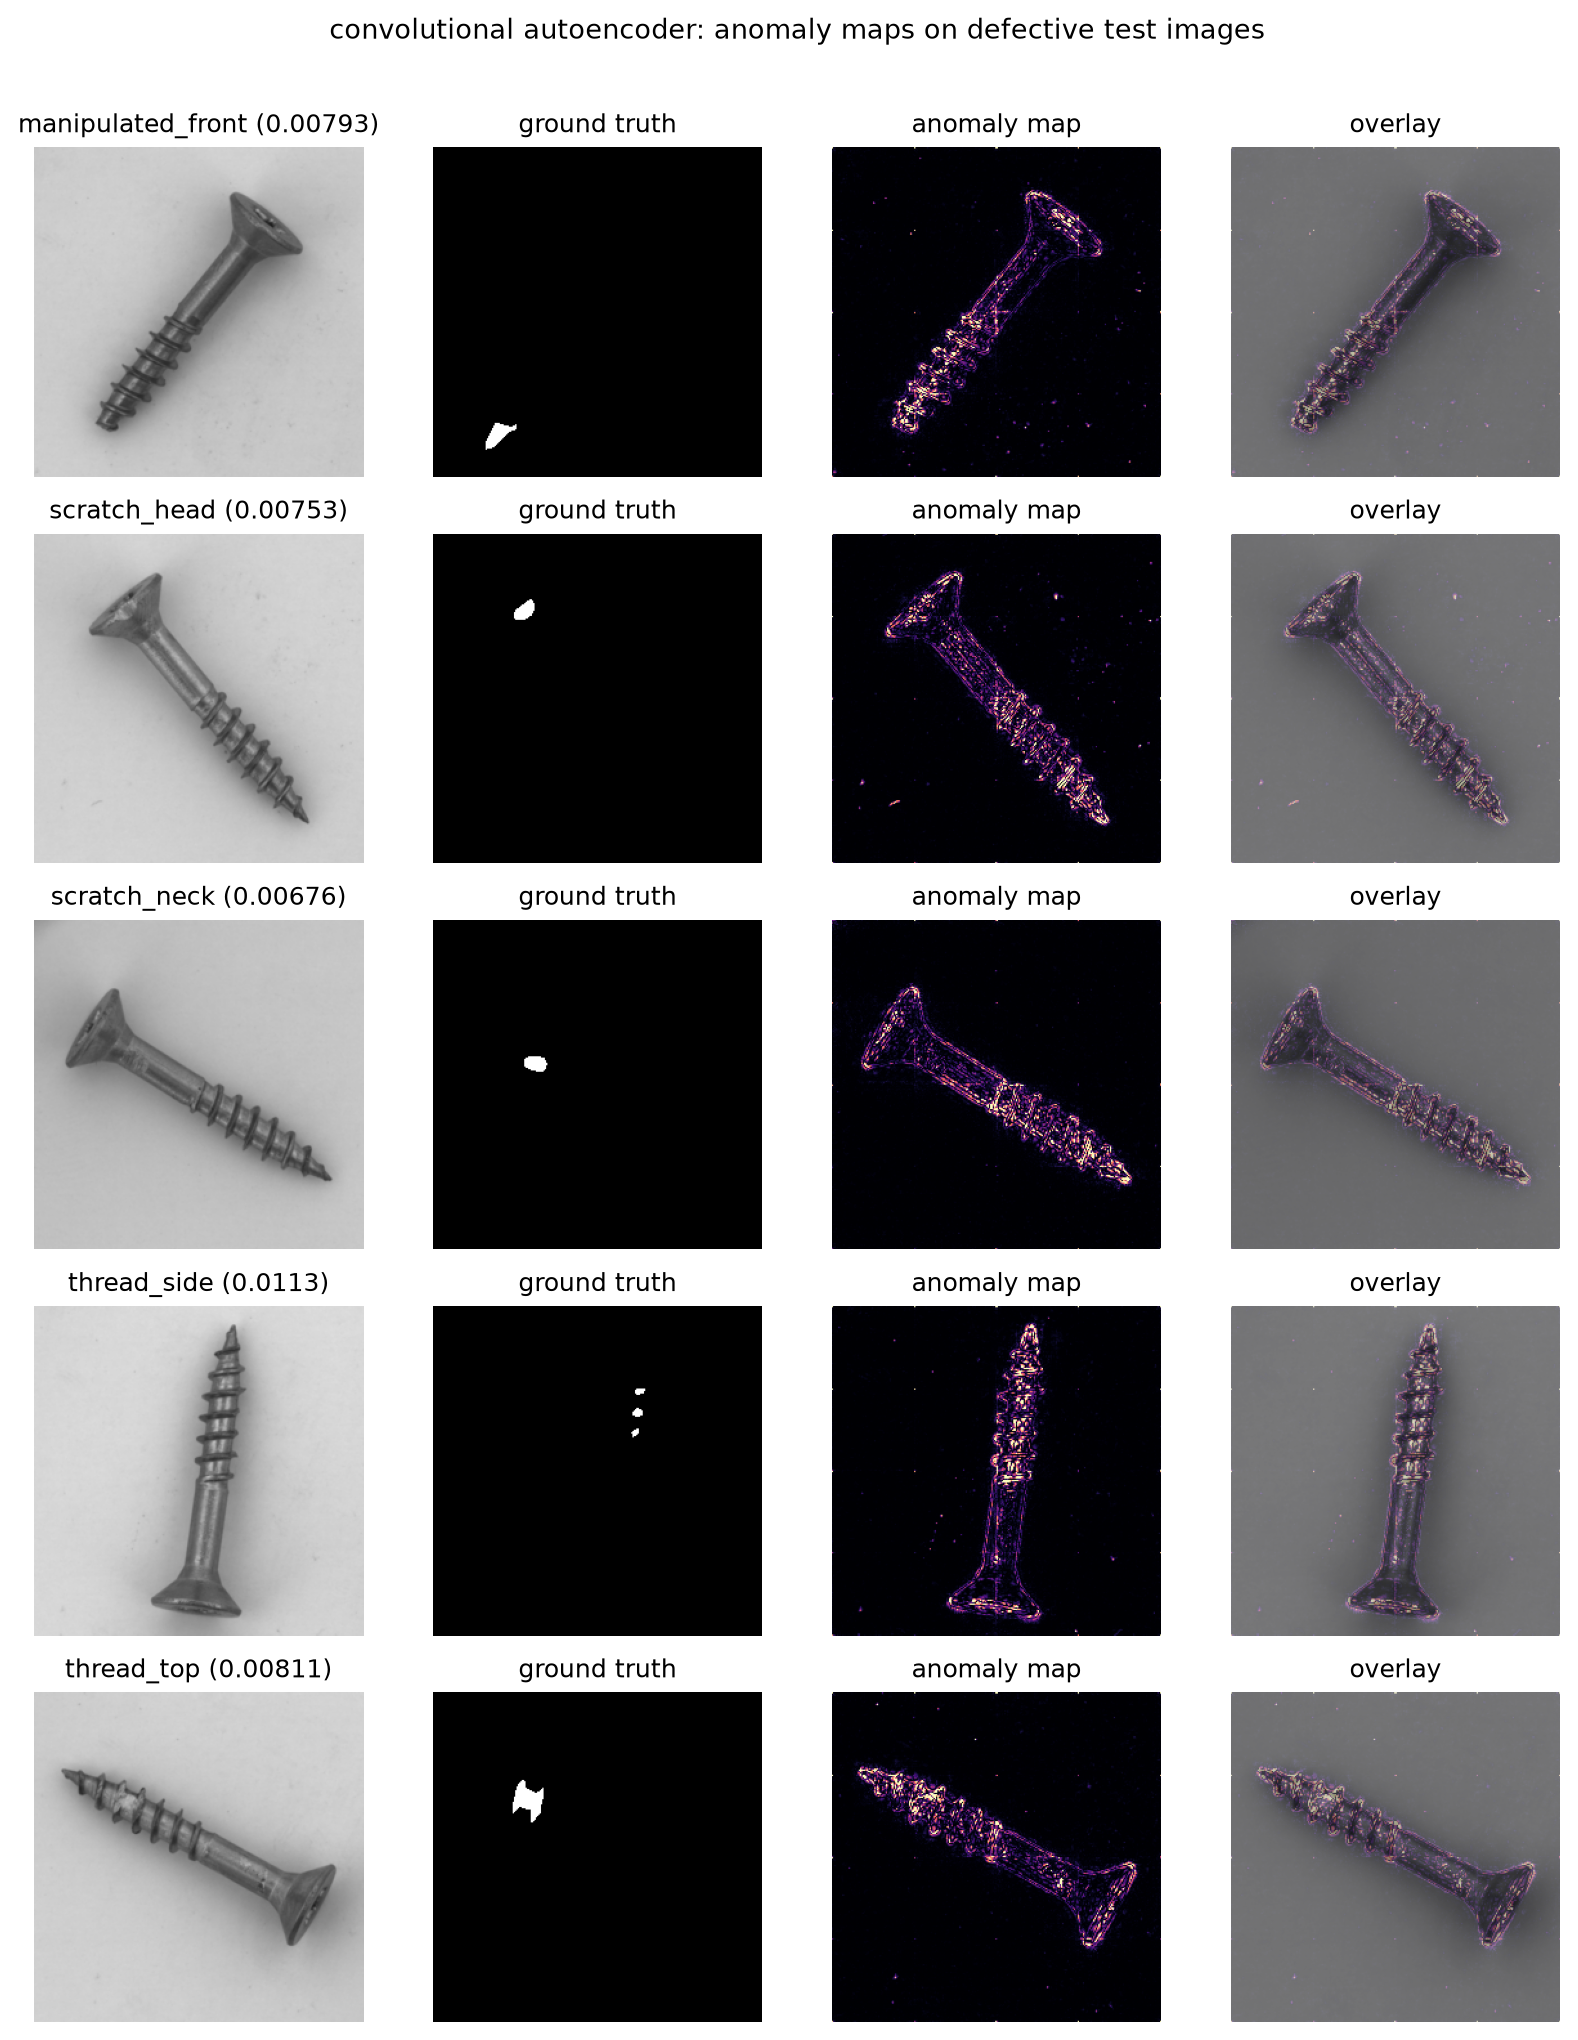 convolutional autoencoder: anomaly maps on defective test images
manipulated_front (0.00793) ground truth anomaly map overlay
scratch_head (0.00753) ground truth anomaly map overlay
scratch_neck (0.00676) ground truth anomaly map overlay
thread_side (0.0113) ground truth anomaly map overlay
thread_top (0.00811) ground truth anomaly map overlay